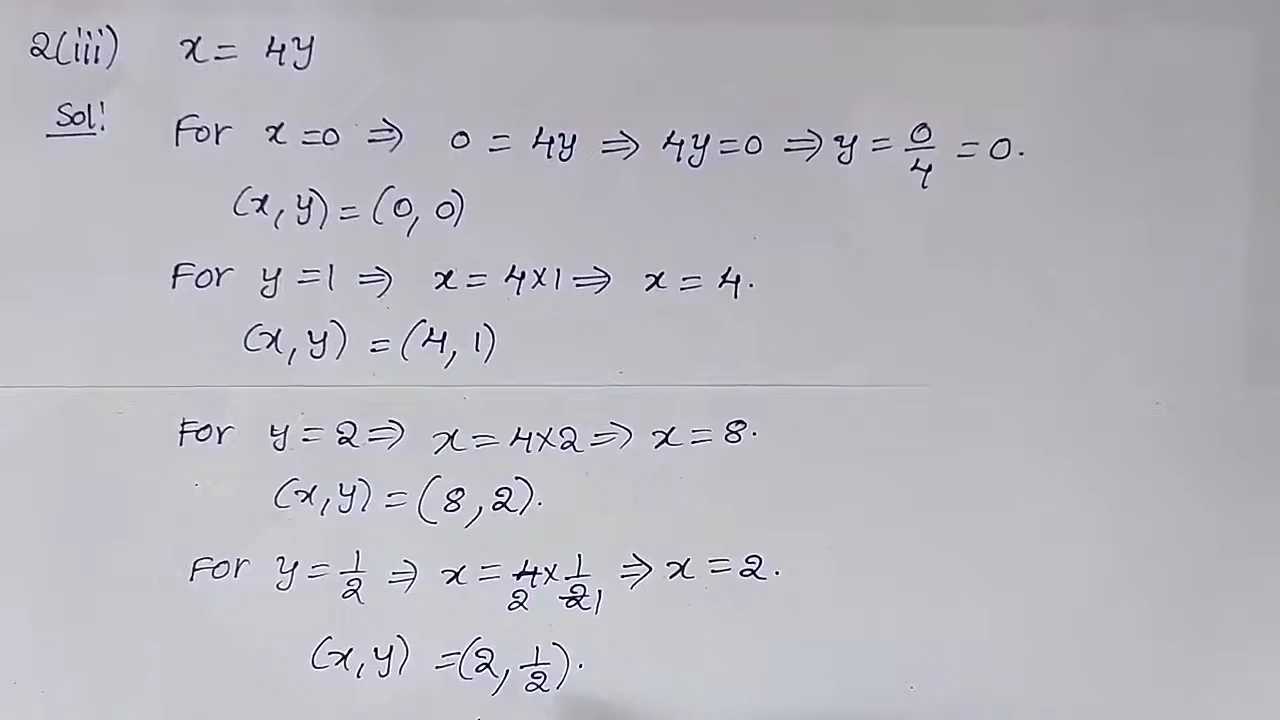 2(iii) x = 4y
Sol! For x=0 ⇒ 0 = 4y ⇒ 4y=0 ⇒ y = 0/4 = 0.
(x, y) = (0, 0)
For y=1 ⇒ x = 4×1 ⇒ x = 4.
(x, y) = (4, 1)
For y=2 ⇒ x=4×2 ⇒ x=8.
(x, y) = (8, 2).
For y=1/2 ⇒ x=4×1/2 2 1 ⇒ x=2.
(x, y) =(2, 1/2).